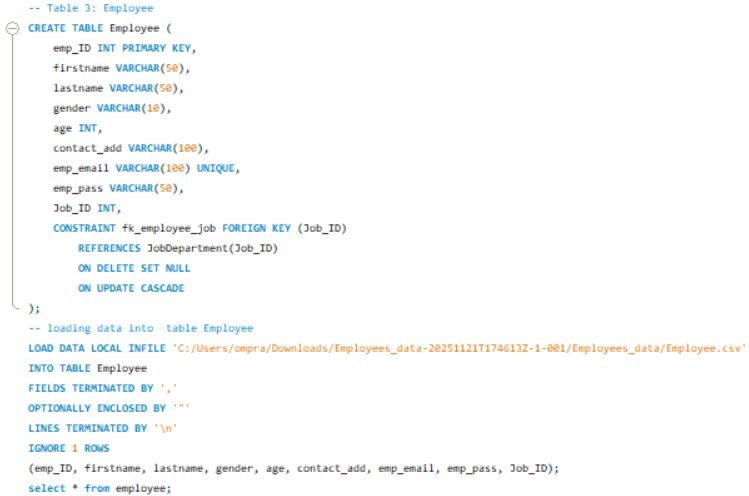 -- Table 3: Employee
CREATE TABLE Employee (
emp_ID INT PRIMARY KEY,
firstname VARCHAR(50),
lastname VARCHAR(50),
gender VARCHAR(10),
age INT,
contact_add VARCHAR(100),
emp_email VARCHAR(100) UNIQUE,
emp_pass VARCHAR(50),
Job_ID INT,
CONSTRAINT fk_employee_job FOREIGN KEY (Job_ID)
REFERENCES JobDepartment(Job_ID)
ON DELETE SET NULL
ON UPDATE CASCADE
);
-- loading data into  table Employee
LOAD DATA LOCAL INFILE 'C:/Users/ompra/Downloads/Employees_data-20251121T174613Z-1-001/Employees_data/Employee.csv'
INTO TABLE Employee
FIELDS TERMINATED BY ','
OPTIONALLY ENCLOSED BY '"'
LINES TERMINATED BY '\n'
IGNORE 1 ROWS
(emp_ID, firstname, lastname, gender, age, contact_add, emp_email, emp_pass, Job_ID);
select * from employee;